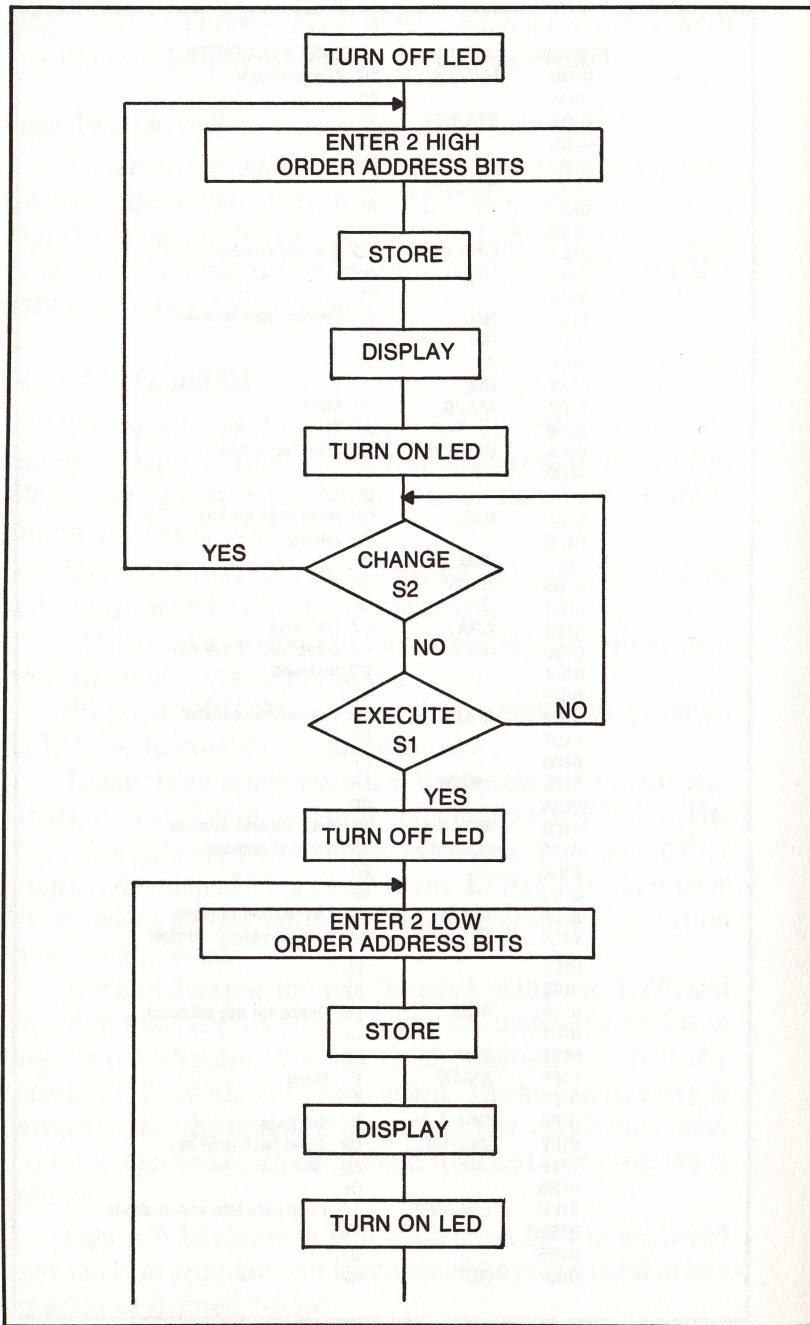 TURN OFF LED
ENTER 2 HIGH
ORDER ADDRESS BITS
STORE
DISPLAY
TURN ON LED
YES
CHANGE
S2
NO
EXECUTE
S1
NO
YES
TURN OFF LED
ENTER 2 LOW
ORDER ADDRESS BITS
STORE
DISPLAY
TURN ON LED